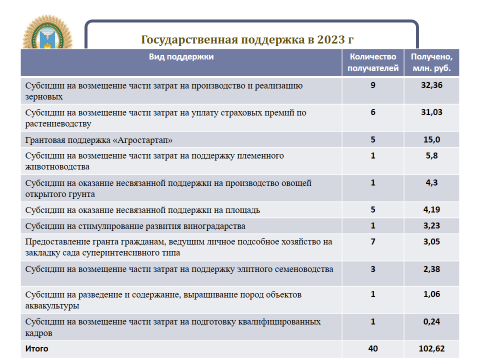 Государственная поддержка в 2023 г
Вид поддержки Количество получателей Получено, млн. руб.
Субсидии на возмещение части затрат на производство и реализацию 9 32,36
зерновых
Субсидии на возмещение части затрат на уплату страховых премий по 6 31,03
растениеводству
Грантовая поддержка «Агростартап» 5 15,0
Субсидии на возмещение части затрат на поддержку племенного 1 5,8
животноводства
Субсидии на оказание несвязанной поддержки на производство овощей 1 4,3
открытого грунта
Субсидии на оказание несвязанной поддержки на площадь 5 4,19
Субсидии на стимулирование развития виноградарства 1 3,23
Предоставление гранта гражданам, ведущим личное подсобное хозяйство на 7 3,05
закладку сада суперинтенсивного типа
Субсидии на возмещение части затрат на поддержку элитного семеноводства 3 2,38
Субсидии на разведение и содержание, выращивание пород объектов 1 1,06
аквакультуры
Субсидии на возмещение части затрат на подготовку квалифицированных 1 0,24
кадров
Итого 40 102,62